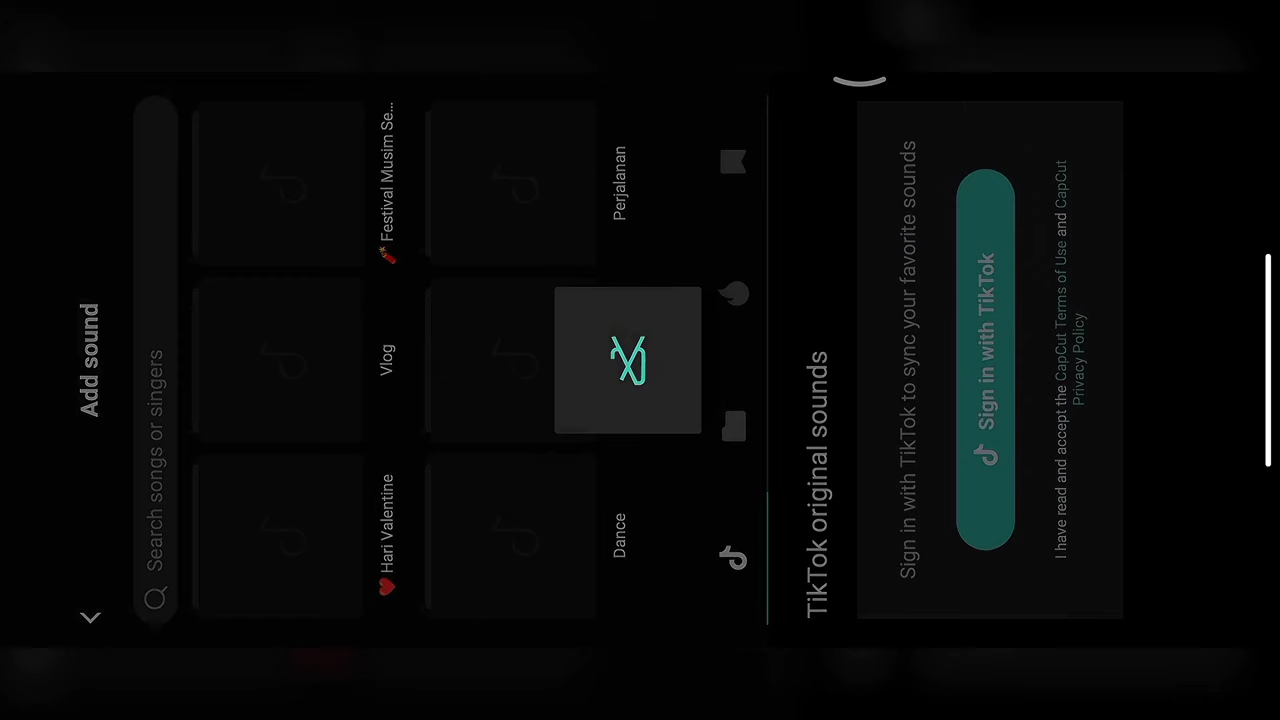 Add sound
Search songs or singers
❤️ Hari Valentine
Vlog
🧨 Festival Musim Se...
Dance
Perjalanan
TikTok original sounds
Sign in with TikTok to sync your favorite sounds
Sign in with TikTok
I have read and accept the CapCut Terms of Use and CapCut
Privacy Policy